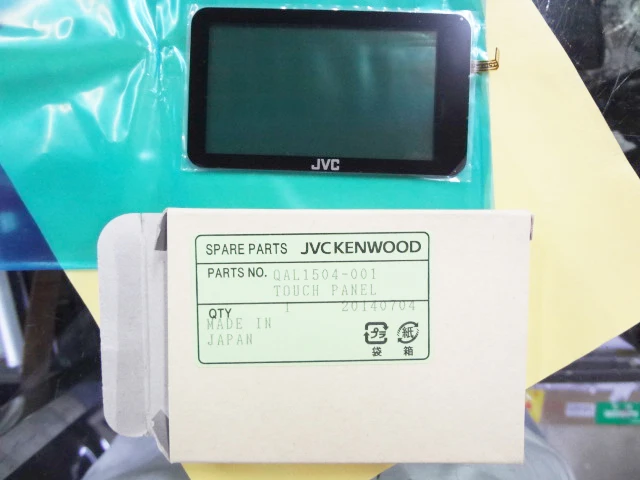 JVC
SPARE PARTS JVCKENWOOD
PARTS NO. QAL1504-001
TOUCH PANEL
QTY 1 20140704
MADE IN
JAPAN
プラ 紙
袋 箱